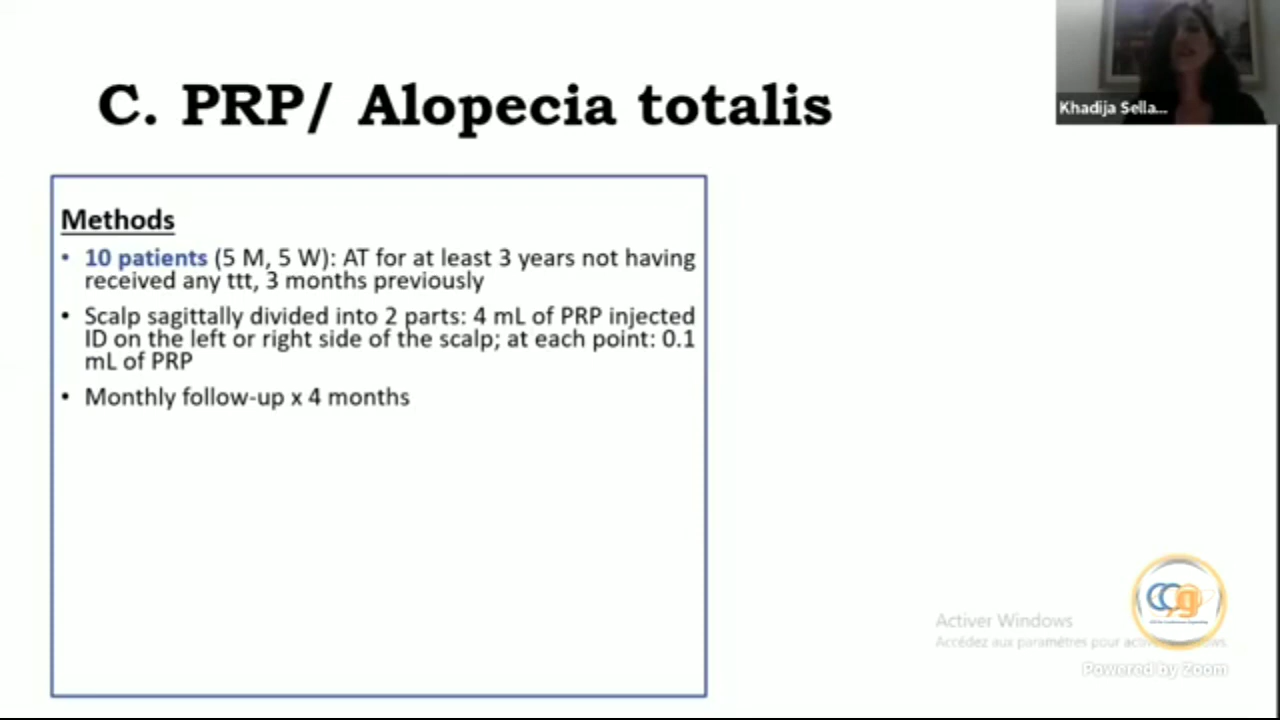 C. PRP/ Alopecia totalis
Khadija Sella...
Methods
• 10 patients (5 M, 5 W): AT for at least 3 years not having
received any ttt, 3 months previously
• Scalp sagittally divided into 2 parts: 4 mL of PRP injected
ID on the left or right side of the scalp; at each point: 0.1
mL of PRP
• Monthly follow-up x 4 months
Activer Windows
Accédez aux paramètres pour
Powered by Zoom